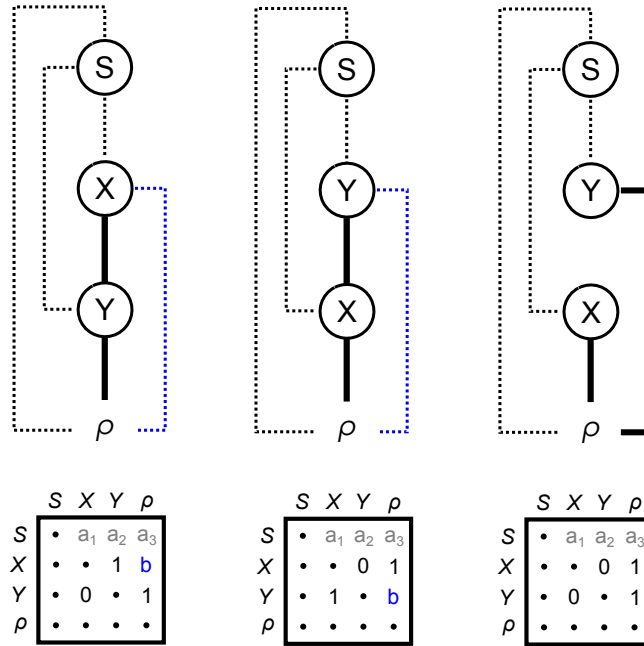 S S S
X Y Y
Y X X
ρ ρ ρ
S X Y ρ
S • a₁ a₂ a₃
X • • 1 b
Y • 0 • 1
ρ • • • •
S X Y ρ
S • a₁ a₂ a₃
X • • 0 1
Y • 1 • b
ρ • • • •
S X Y ρ
S • a₁ a₂ a₃
X • • 0 1
Y • 0 • 1
ρ • • • •